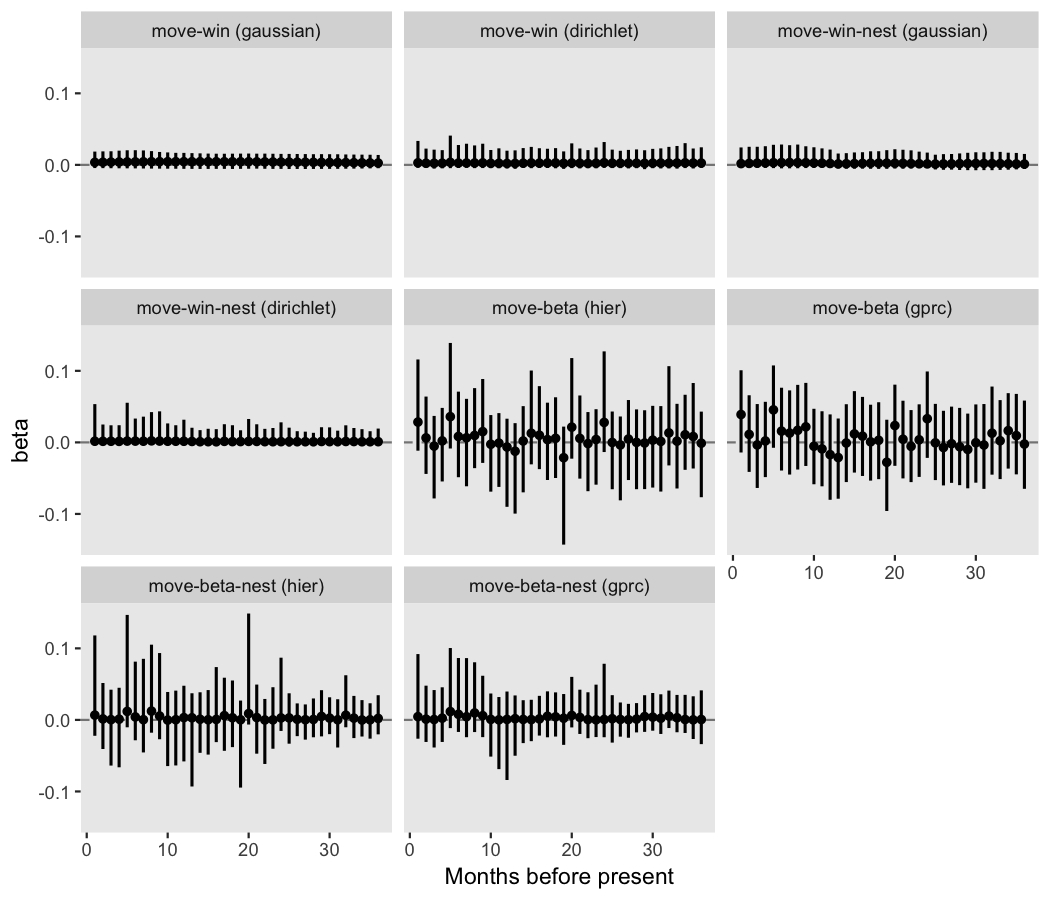 move-win (gaussian)
move-win (dirichlet)
move-win-nest (gaussian)
0.1
0.0
-0.1
move-win-nest (dirichlet)
move-beta (hier)
move-beta (gprc)
0.1
0.0
-0.1
0
10
20
30
move-beta-nest (hier)
move-beta-nest (gprc)
0.1
0.0
-0.1
0
10
20
30
0
10
20
30
beta
Months before present